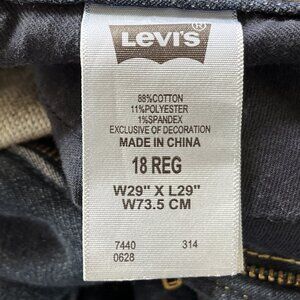 LEVI'S®
88%COTTON
11%POLYESTER
1%SPANDEX
EXCLUSIVE OF DECORATION
MADE IN CHINA
18 REG
W29" X L29"
W73.5 CM
7440 314
0628